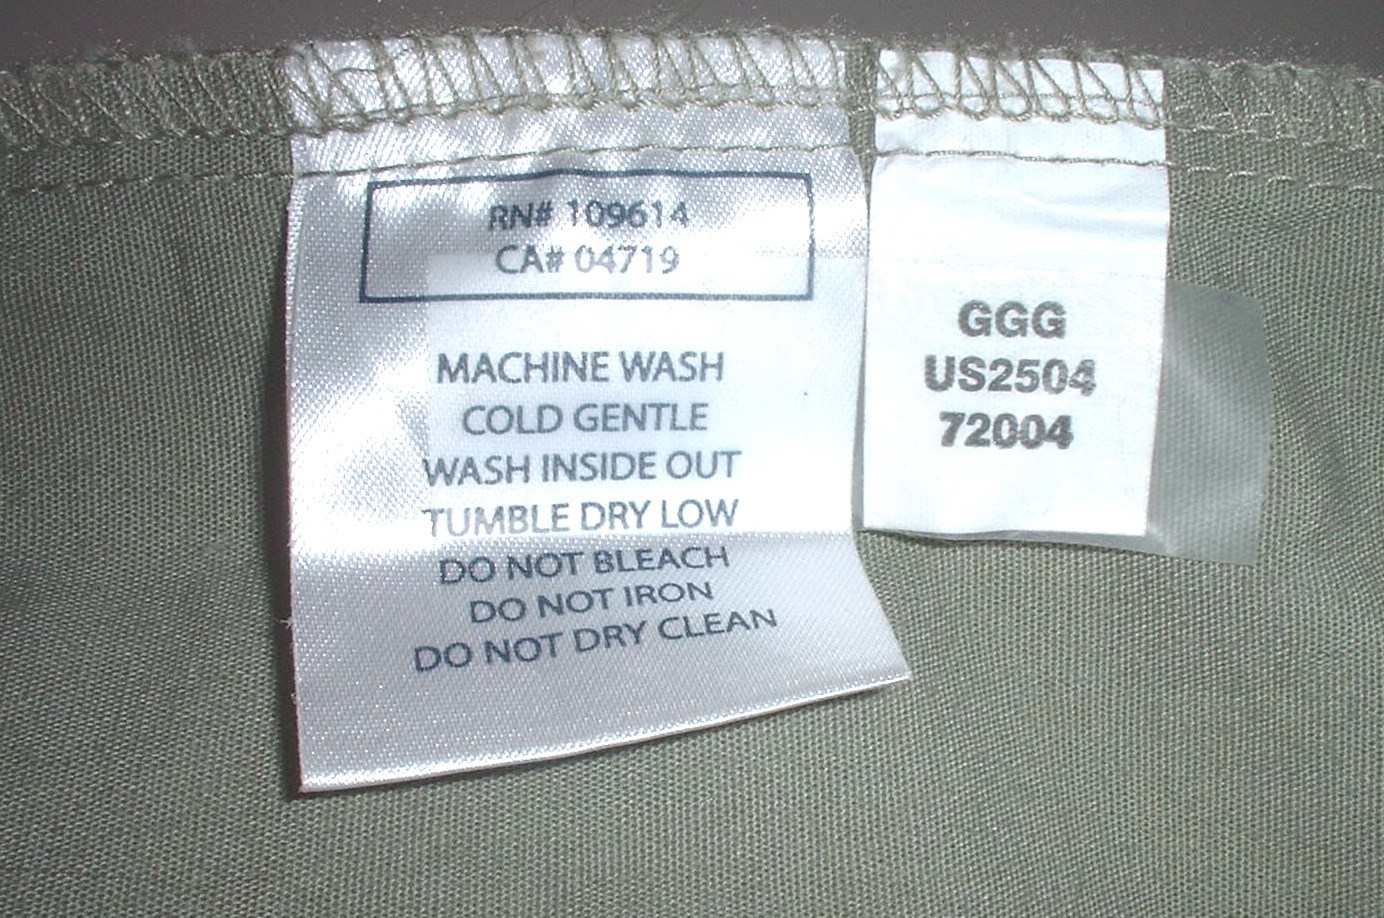 RN# 109614
CA# 04719
MACHINE WASH
COLD GENTLE
WASH INSIDE OUT
TUMBLE DRY LOW
DO NOT BLEACH
DO NOT IRON
DO NOT DRY CLEAN
GGG
US2504
72004